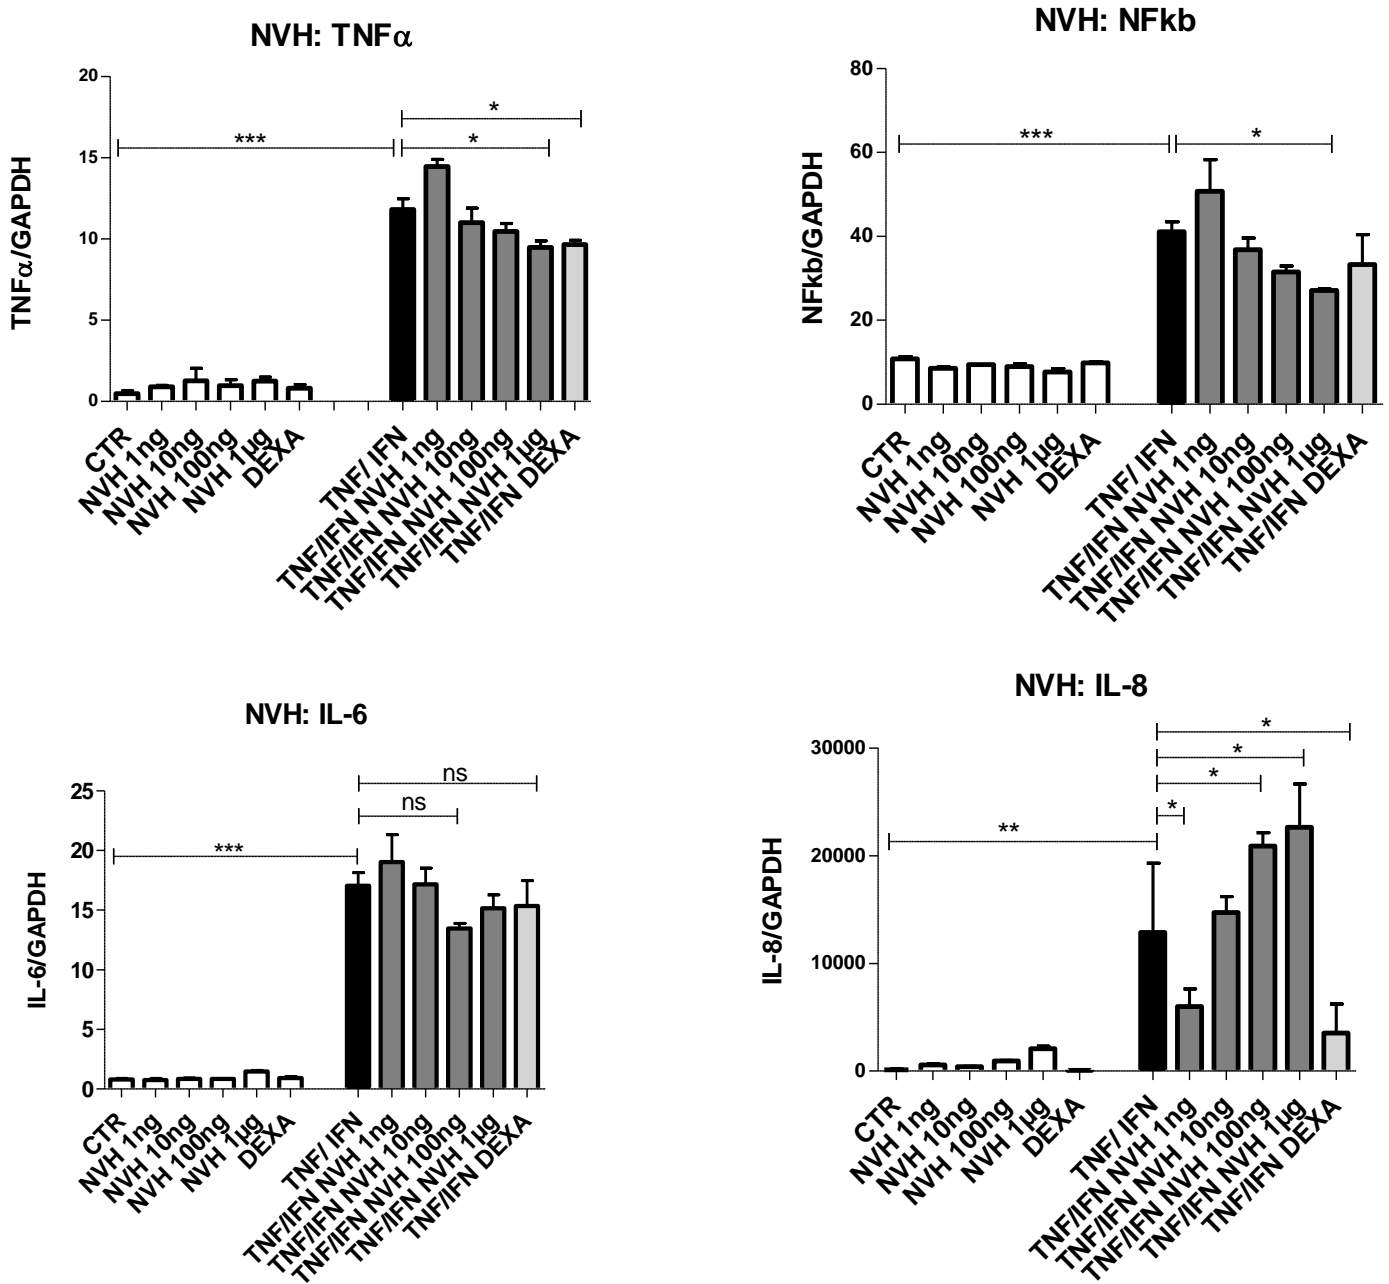 NVH: TNFα
TNFα/GAPDH
20
15
10
5
0
***
*
*
CTR
NVH 1ng
NVH 10ng
NVH 100ng
NVH 1µg
DEXA
TNF/ IFN
TNF/IFN NVH 1ng
TNF/IFN NVH 10ng
TNF/IFN NVH 100ng
TNF/IFN NVH 1µg
TNF/IFN DEXA
NVH: NFkb
NFkb/GAPDH
80
60
40
20
0
***
*
CTR
NVH 1ng
NVH 10ng
NVH 100ng
NVH 1µg
DEXA
TNF/ IFN
TNF/IFN NVH 1ng
TNF/IFN NVH 10ng
TNF/IFN NVH 100ng
TNF/IFN NVH 1µg
TNF/IFN DEXA
NVH: IL-6
IL-6/GAPDH
25
20
15
10
5
0
***
ns
ns
CTR
NVH 1ng
NVH 10ng
NVH 100ng
NVH 1µg
DEXA
TNF/ IFN
TNF/IFN NVH 1ng
TNF/IFN NVH 10ng
TNF/IFN NVH 100ng
TNF/IFN NVH 1µg
TNF/IFN DEXA
NVH: IL-8
IL-8/GAPDH
30000
20000
10000
0
**
*
*
*
*
CTR
NVH 1ng
NVH 10ng
NVH 100ng
NVH 1µg
DEXA
TNF/ IFN
TNF/IFN NVH 1ng
TNF/IFN NVH 10ng
TNF/IFN NVH 100ng
TNF/IFN NVH 1µg
TNF/IFN DEXA